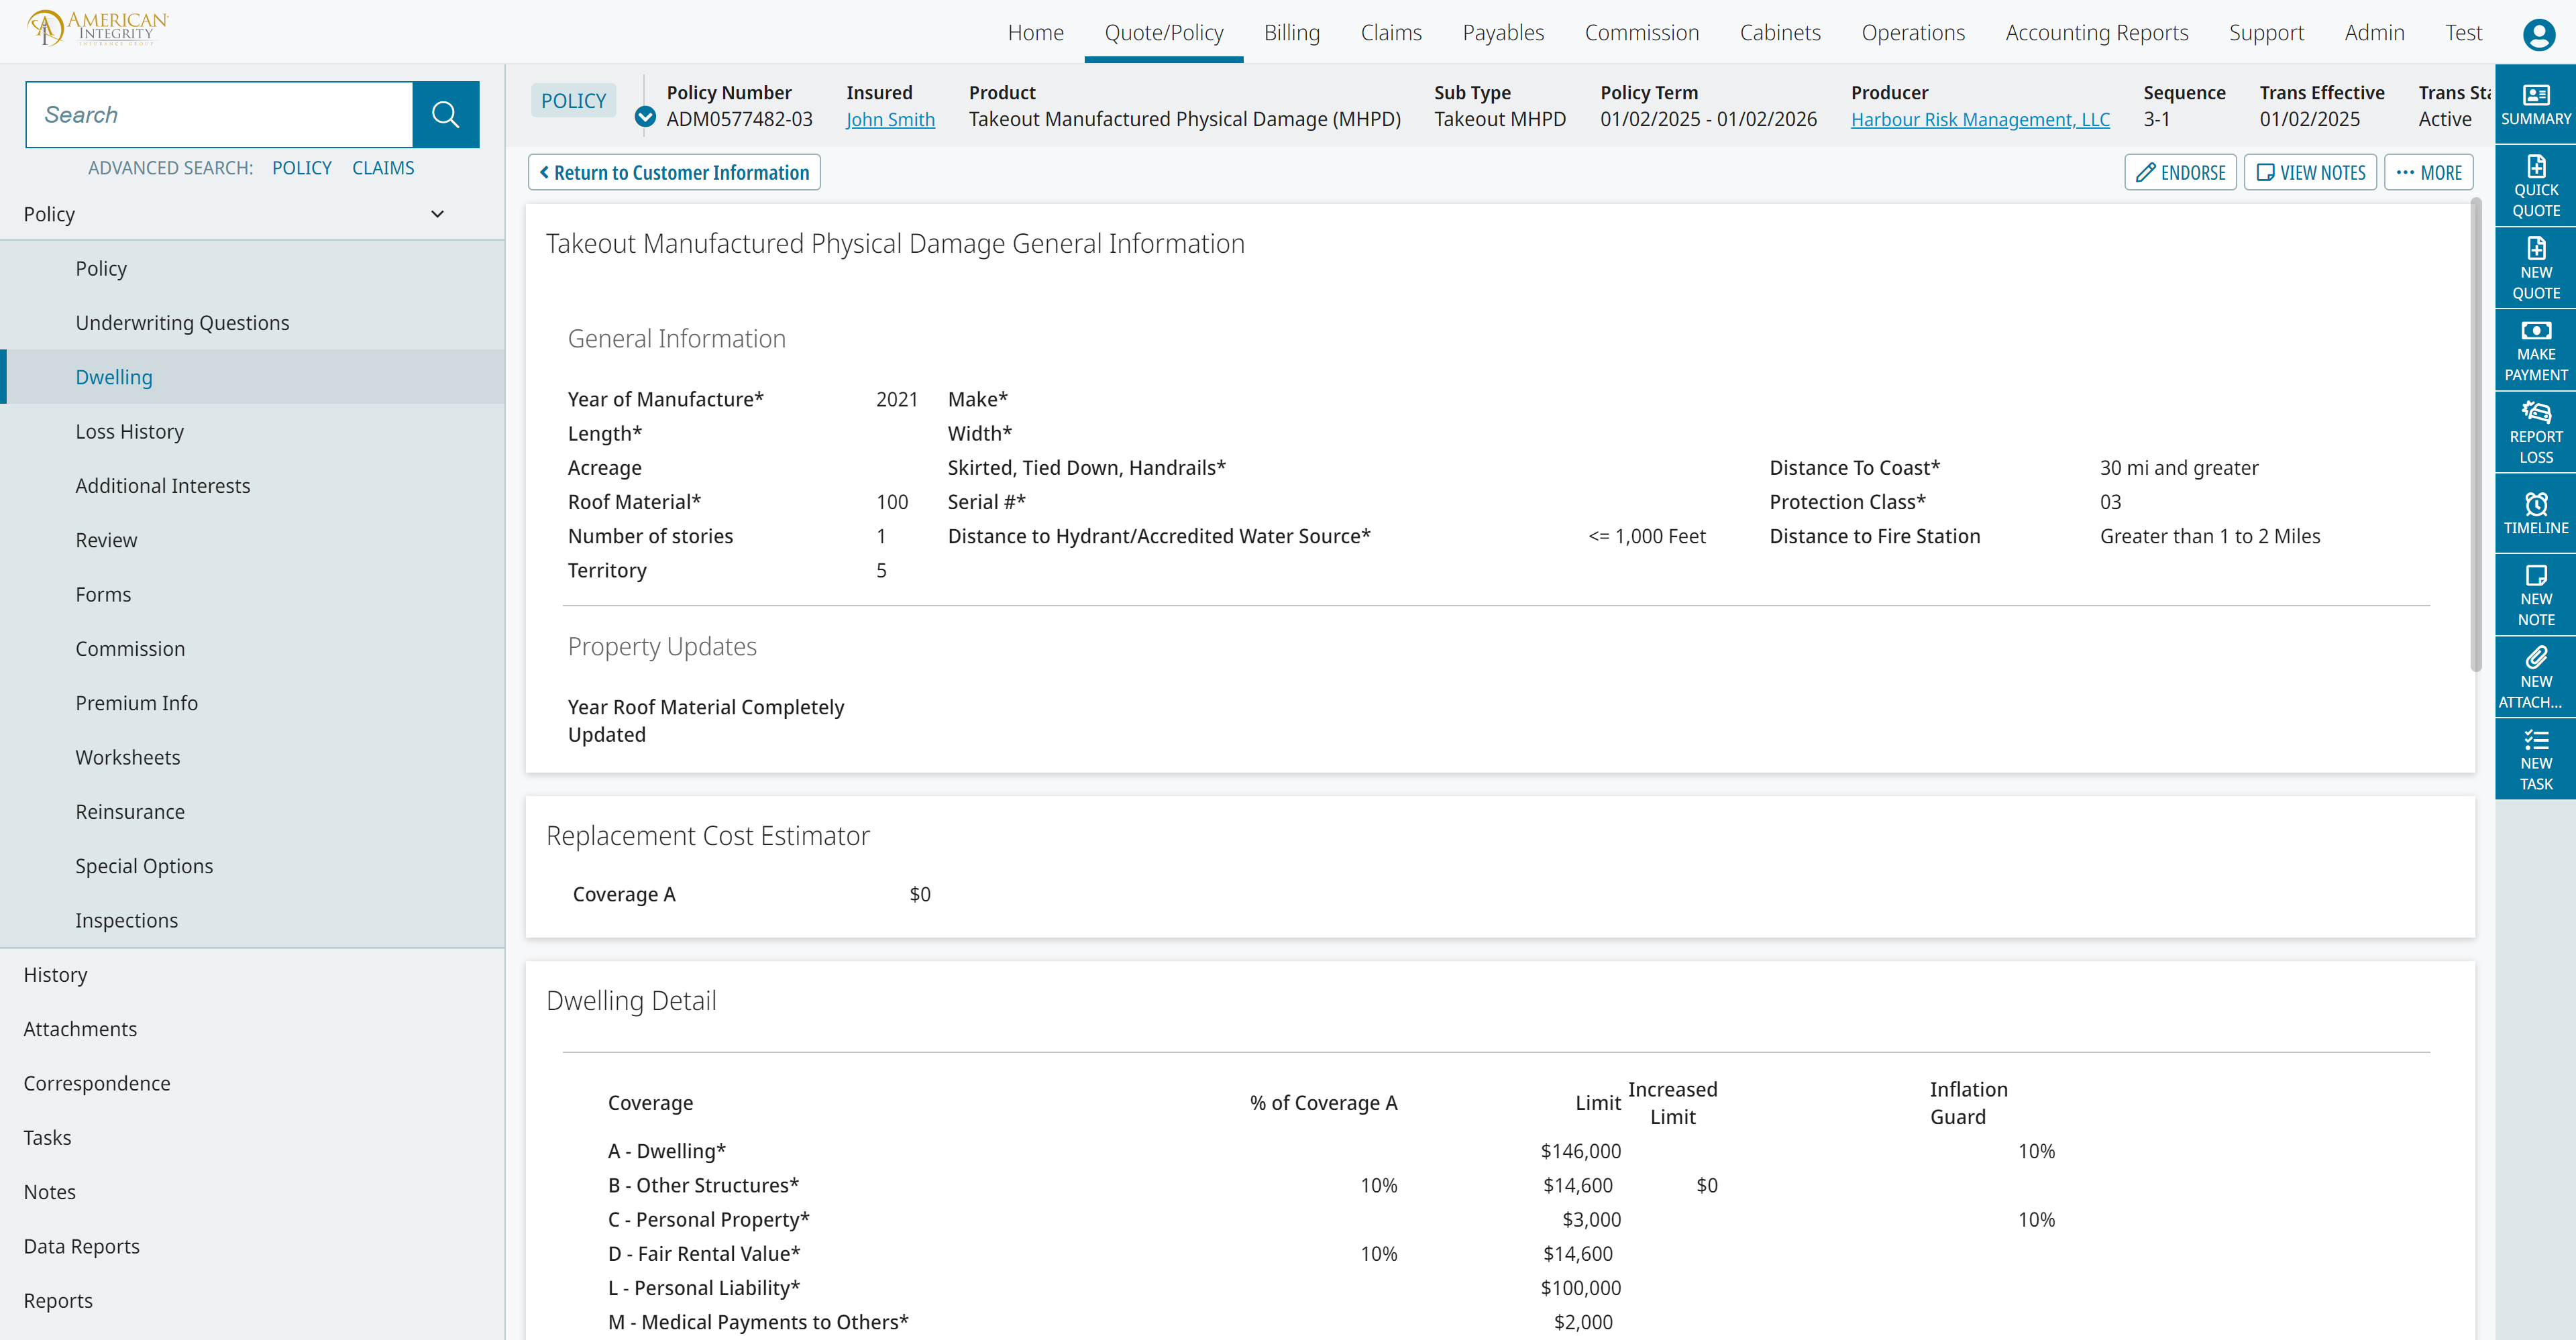 AMERICAN
INTEGRITY
INSURANCE GROUP
Home Quote/Policy Billing Claims Payables Commission Cabinets Operations Accounting Reports Support Admin Test
Search
ADVANCED SEARCH: POLICY CLAIMS
Policy
Policy
Underwriting Questions
Dwelling
Loss History
Additional Interests
Review
Forms
Commission
Premium Info
Worksheets
Reinsurance
Special Options
Inspections
History
Attachments
Correspondence
Tasks
Notes
Data Reports
Reports
POLICY
Policy Number Insured Product Sub Type Policy Term Producer Sequence Trans Effective Trans Sta
ADM0577482-03 John Smith Takeout Manufactured Physical Damage (MHPD) Takeout MHPD 01/02/2025 - 01/02/2026 Harbour Risk Management, LLC 3-1 01/02/2025 Active
Return to Customer Information ENDORSE VIEW NOTES ••• MORE
Takeout Manufactured Physical Damage General Information
General Information
Year of Manufacture* 2021 Make*
Length* Width*
Acreage Skirted, Tied Down, Handrails* Distance To Coast* 30 mi and greater
Roof Material* 100 Serial #* Protection Class* 03
Number of stories 1 Distance to Hydrant/Accredited Water Source* <= 1,000 Feet Distance to Fire Station Greater than 1 to 2 Miles
Territory 5
Property Updates
Year Roof Material Completely
Updated
Replacement Cost Estimator
Coverage A $0
Dwelling Detail
Coverage % of Coverage A Limit Increased Limit Inflation Guard
A - Dwelling* $146,000 10%
B - Other Structures* 10% $14,600 $0
C - Personal Property* $3,000 10%
D - Fair Rental Value* 10% $14,600
L - Personal Liability* $100,000
M - Medical Payments to Others* $2,000
SUMMARY
QUICK
QUOTE
NEW
QUOTE
MAKE
PAYMENT
REPORT
LOSS
TIMELINE
NEW
NOTE
NEW
ATTACH...
NEW
TASK